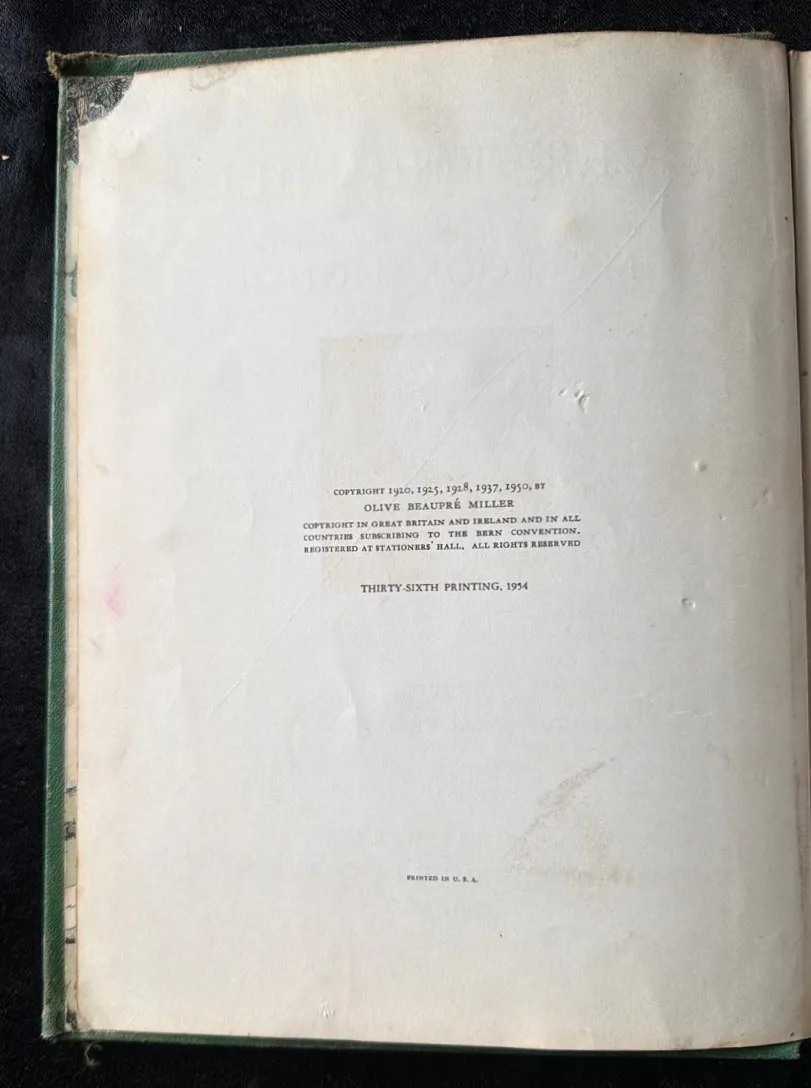 COPYRIGHT 1920, 1925, 1928, 1937, 1950, BY
OLIVE BEAUPRÉ MILLER
COPYRIGHT IN GREAT BRITAIN AND IRELAND AND IN ALL
COUNTRIES SUBSCRIBING TO THE BERN CONVENTION.
REGISTERED AT STATIONERS' HALL. ALL RIGHTS RESERVED
THIRTY-SIXTH PRINTING, 1954
PRINTED IN U. S. A.